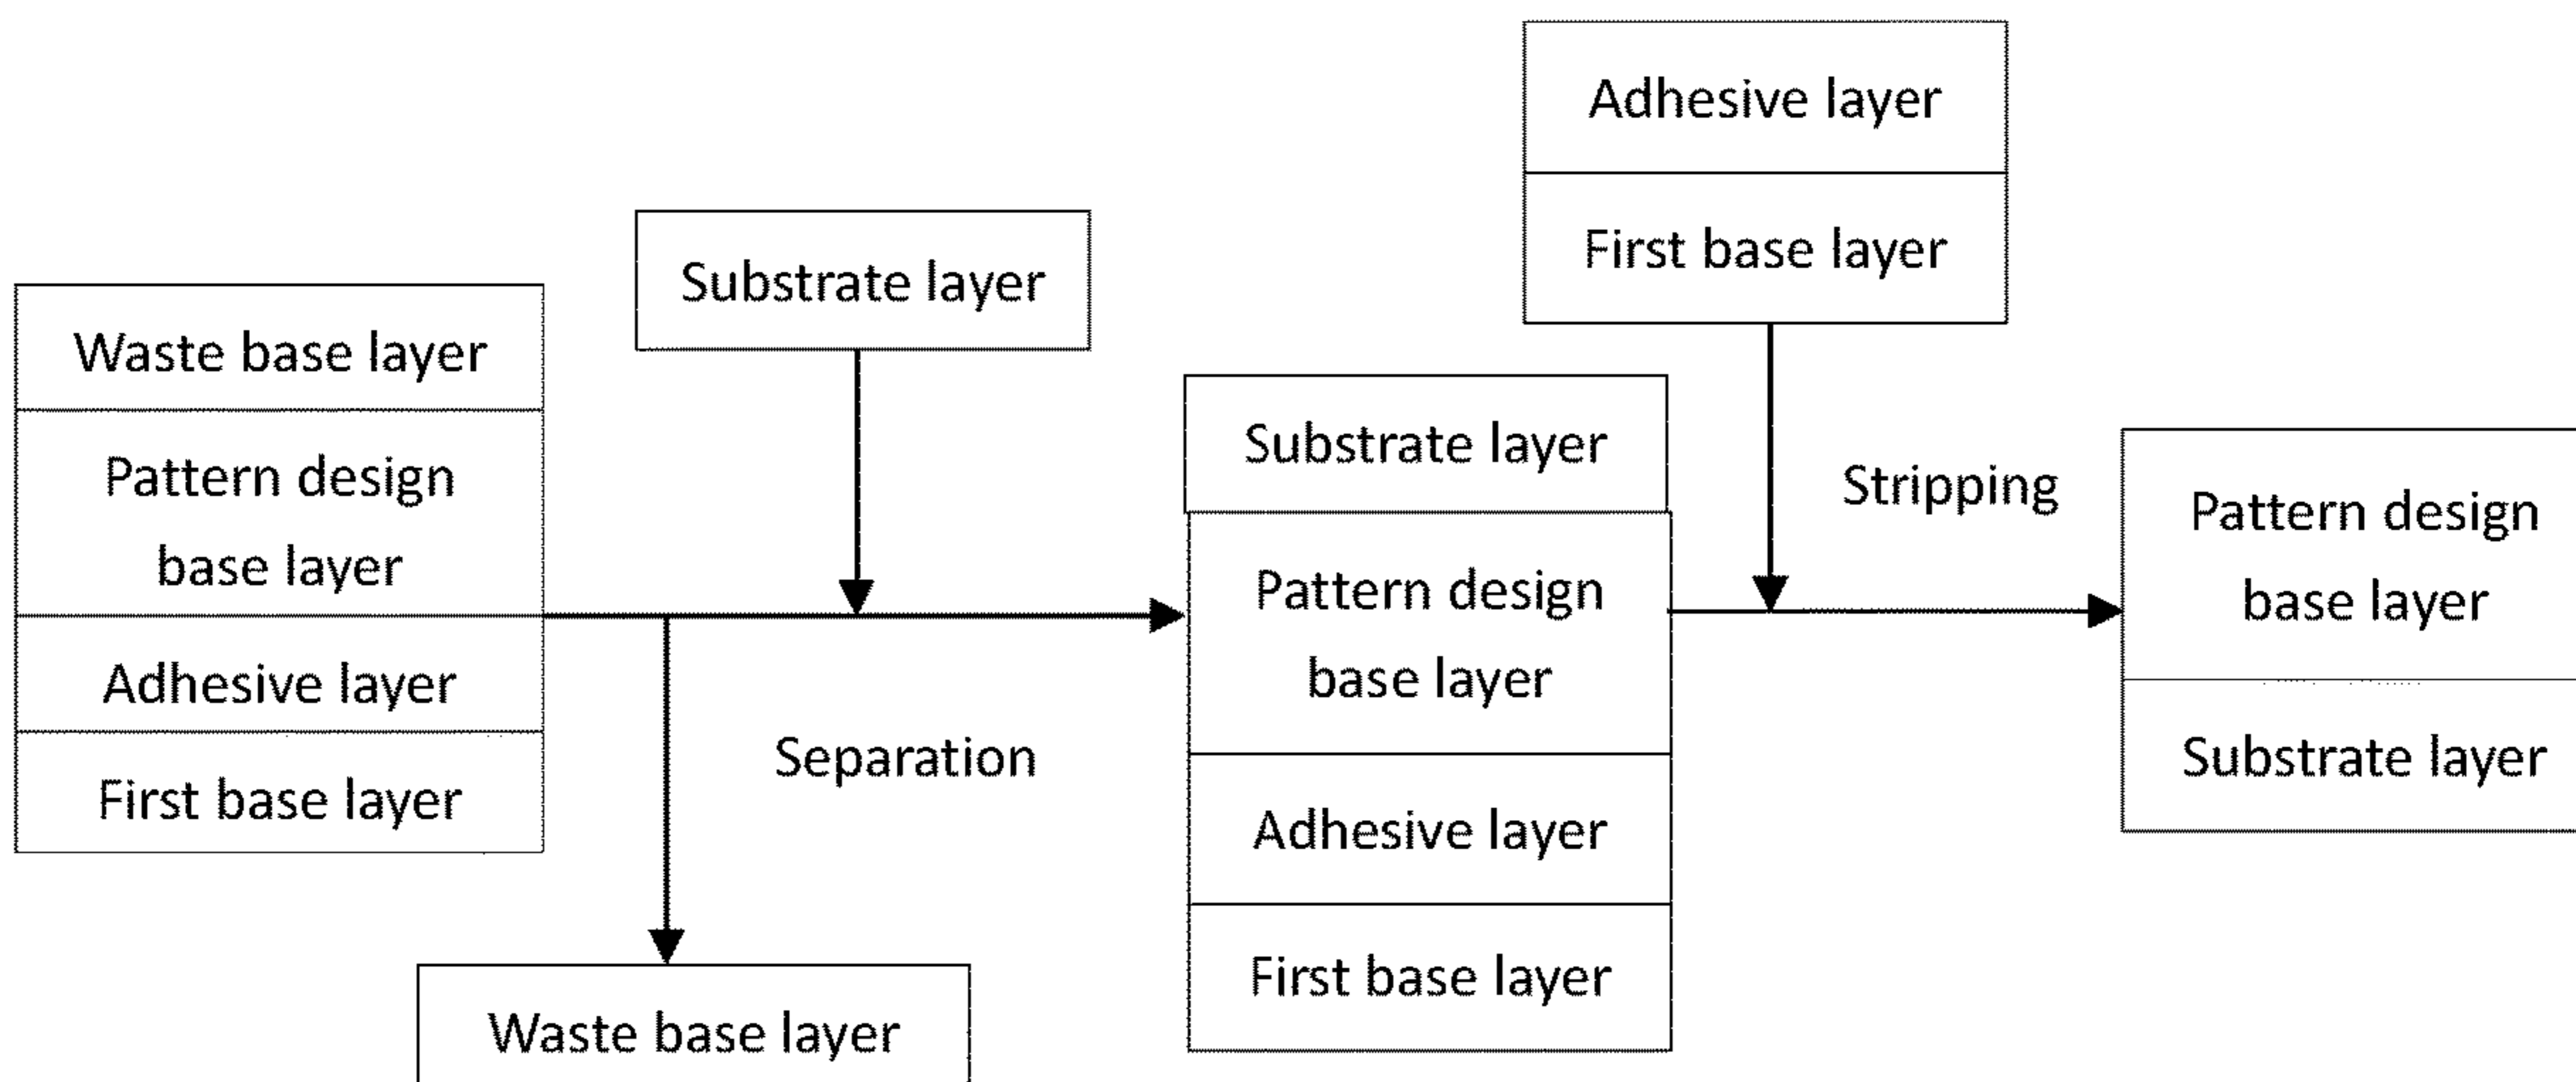 Waste base layer
Pattern design
base layer
Adhesive layer
First base layer
Substrate layer
Separation
Waste base layer
Substrate layer
Pattern design
base layer
Adhesive layer
First base layer
Adhesive layer
First base layer
Stripping
Pattern design
base layer
Substrate layer